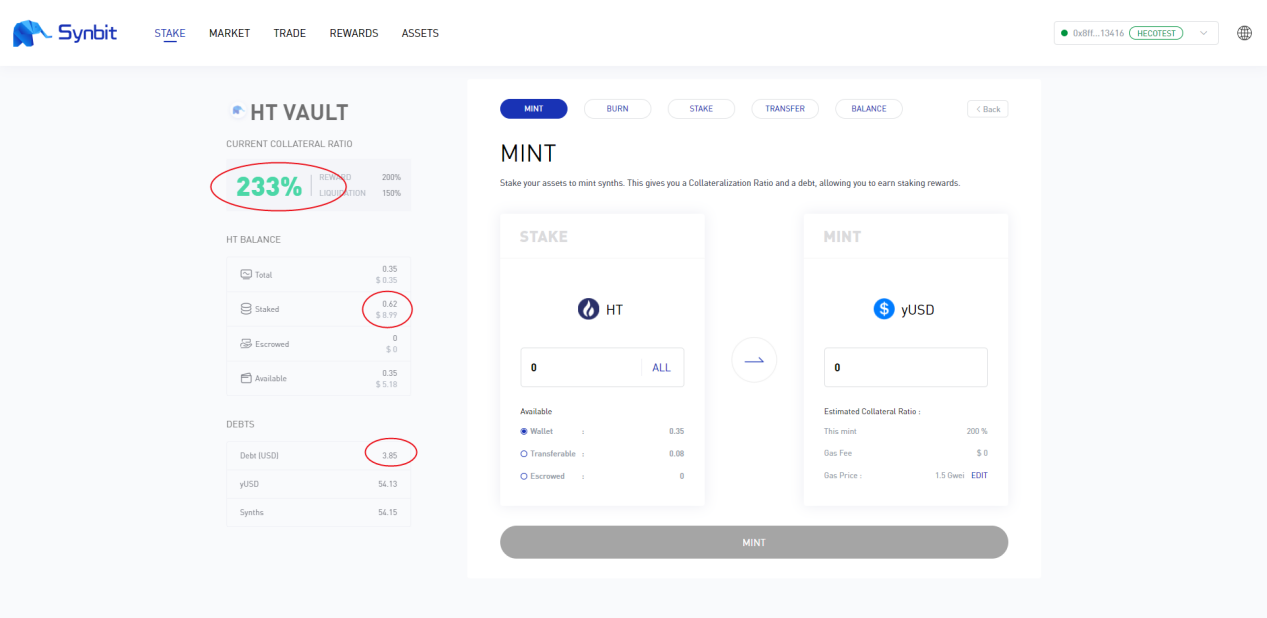 Synbit STAKE MARKET TRADE REWARDS ASSETS 0x8ff...13416 HECOTEST
HT VAULT
CURRENT COLLATERAL RATIO
233% REWARD 200%
LIQUIDATION 150%
HT BALANCE
Total 0.35
$ 0.35
Staked 0.62
$ 8.99
Escrowed 0
$ 0
Available 0.35
$ 5.18
DEBTS
Debt (USD) 3.85
yUSD 54.13
Synths 54.15
MINT BURN STAKE TRANSFER BALANCE < Back
MINT
Stake your assets to mint synths. This gives you a Collateralization Ratio and a debt, allowing you to earn staking rewards.
STAKE
HT
0 ALL
Available
Wallet : 0.35
Transferable : 0.08
Escrowed : 0
MINT
$ yUSD
0
Estimated Collateral Ratio :
This mint 200 %
Gas Fee $ 0
Gas Price : 1.5 Gwei EDIT
MINT